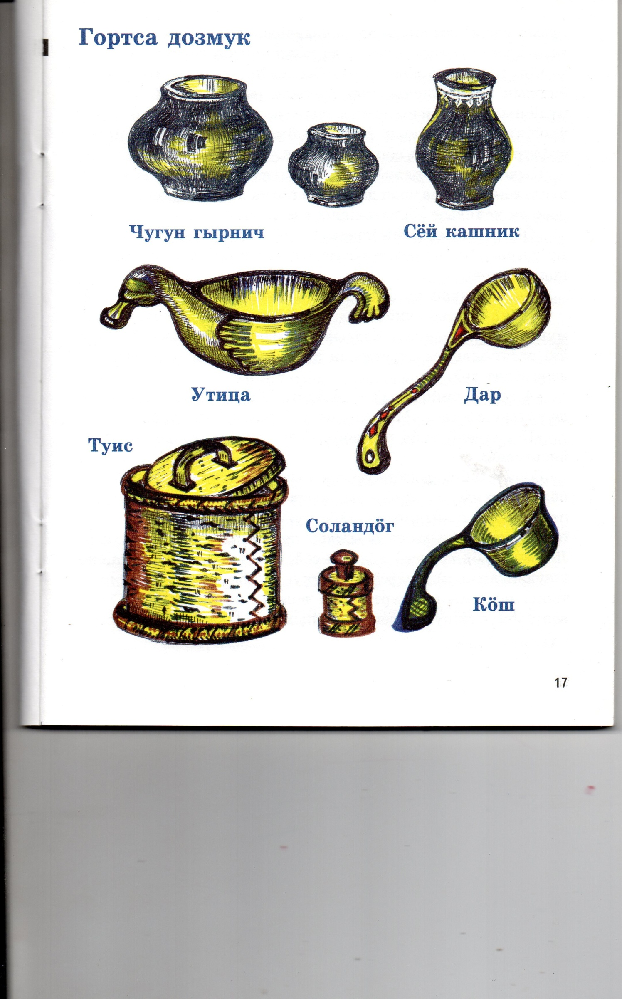 Гортса дозмук
Чугун гырнич
Сёй кашник
Утица
Дар
Туис
Соландӧг
Кӧш
17